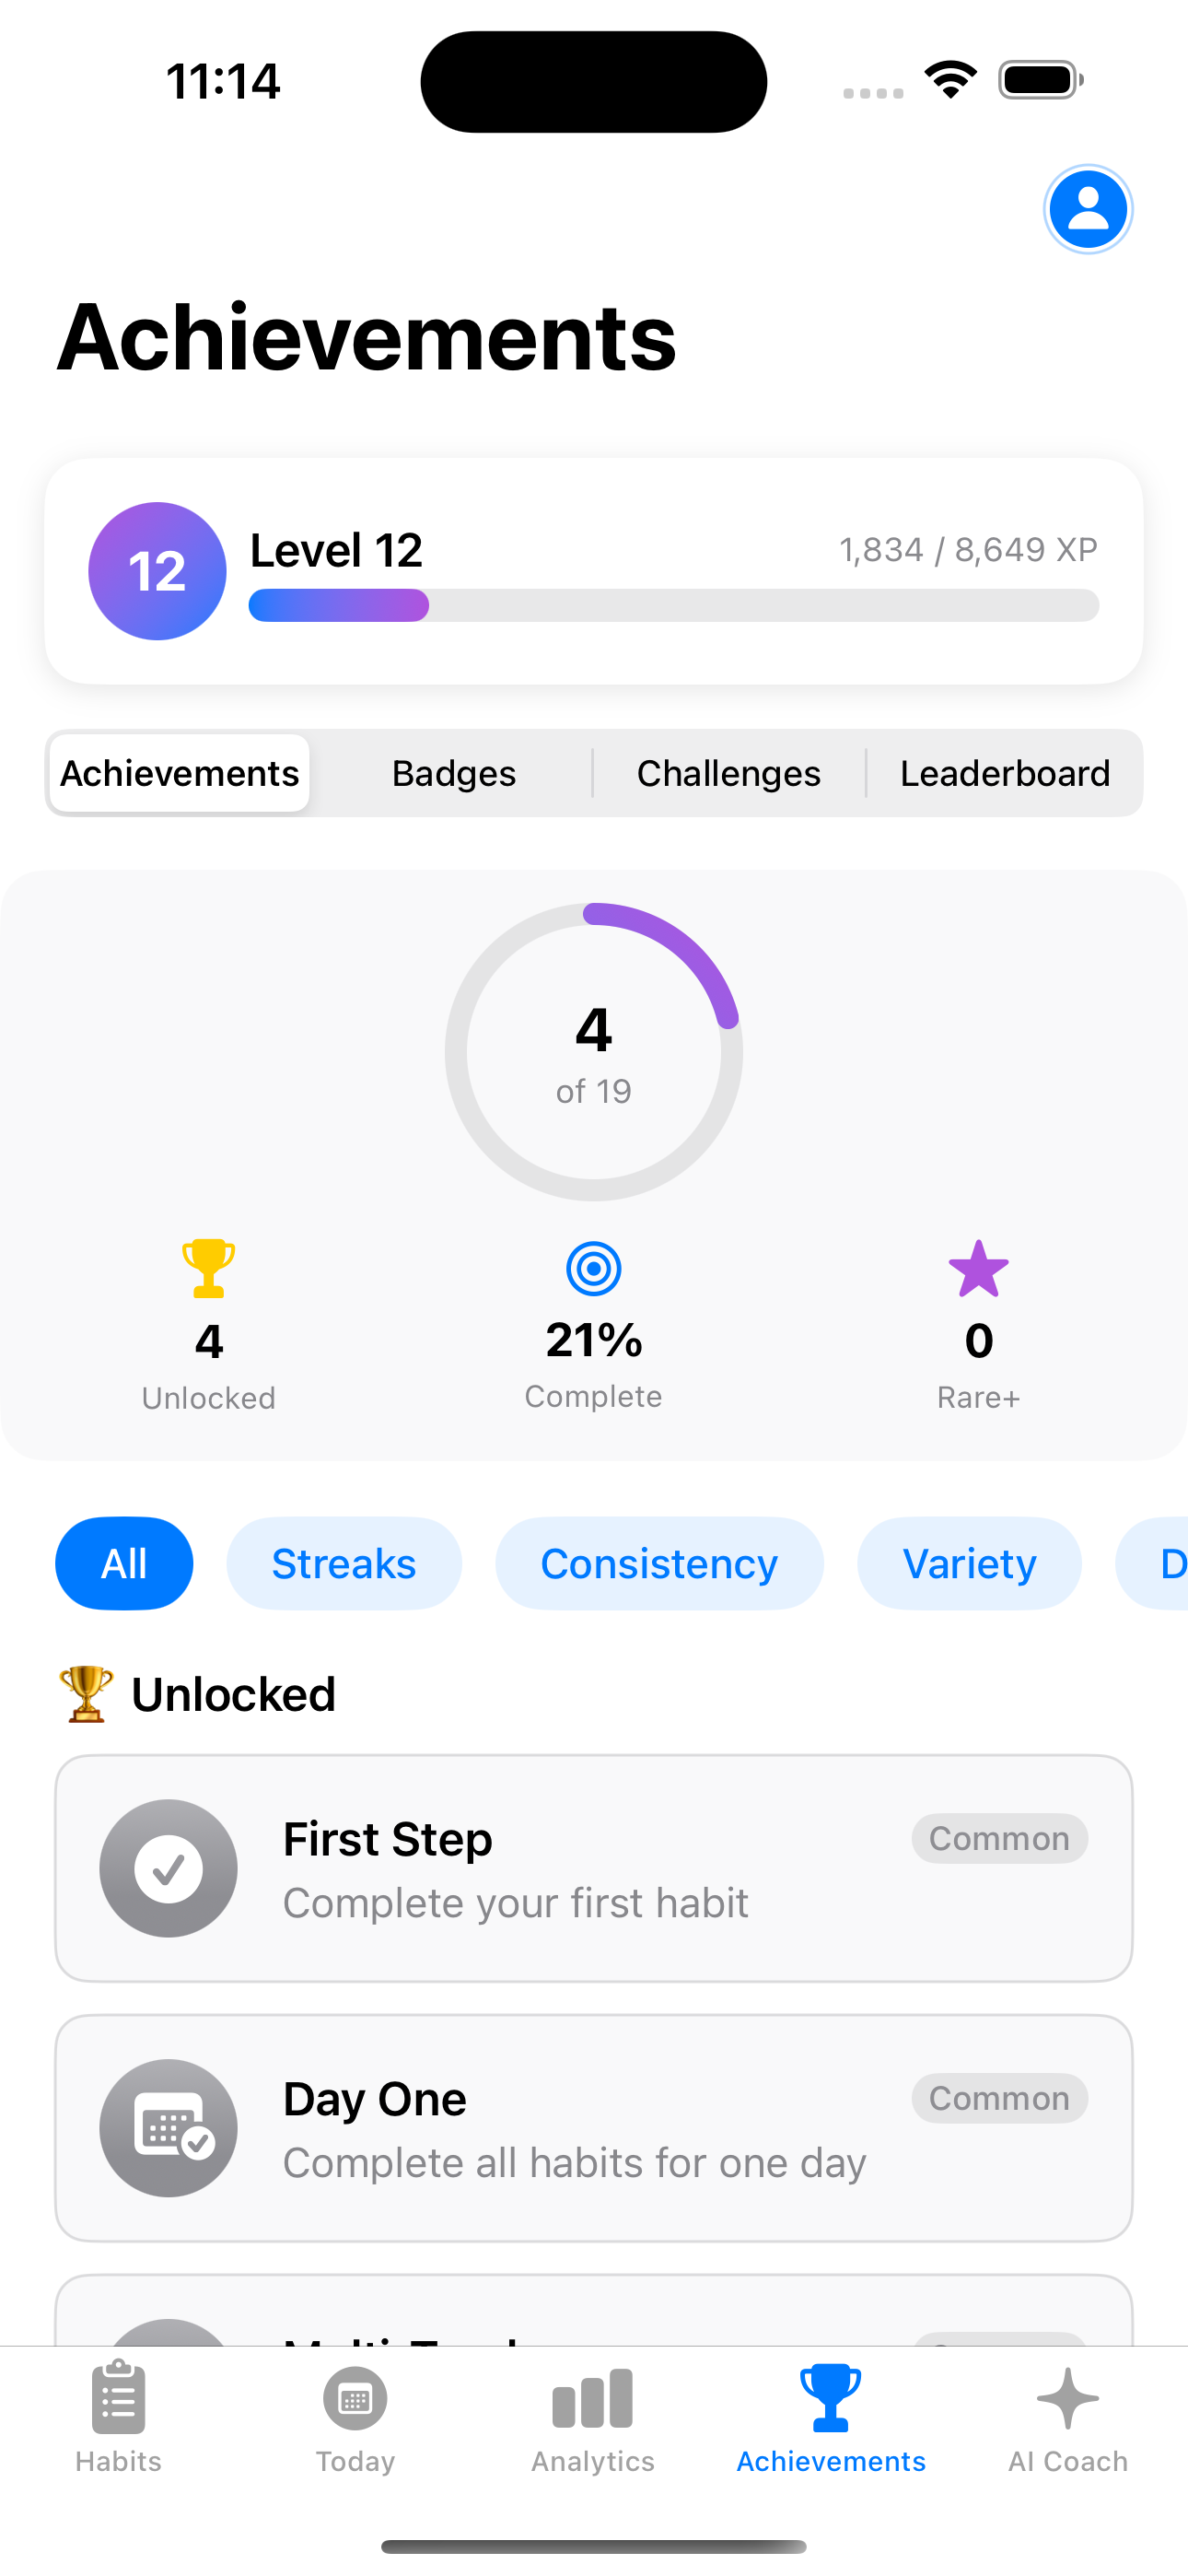 11:14
Achievements
12
Level 12
1,834 / 8,649 XP
Achievements
Badges
Challenges
Leaderboard
4
of 19
4
Unlocked
21%
Complete
0
Rare+
All
Streaks
Consistency
Variety
D
🏆 Unlocked
First Step
Common
Complete your first habit
Day One
Common
Complete all habits for one day
Habits
Today
Analytics
Achievements
AI Coach